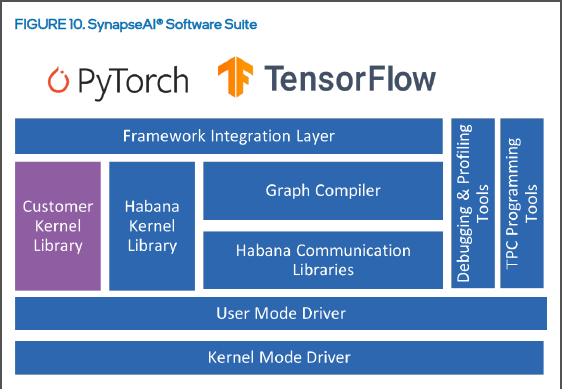 FIGURE 10. SynapseAI® Software Suite
PyTorch
TensorFlow
Framework Integration Layer
Customer
Kernel
Library
Habana
Kernel
Library
Graph Compiler
Habana Communication
Libraries
Debugging & Profiling
Tools
TPC Programming
Tools
User Mode Driver
Kernel Mode Driver